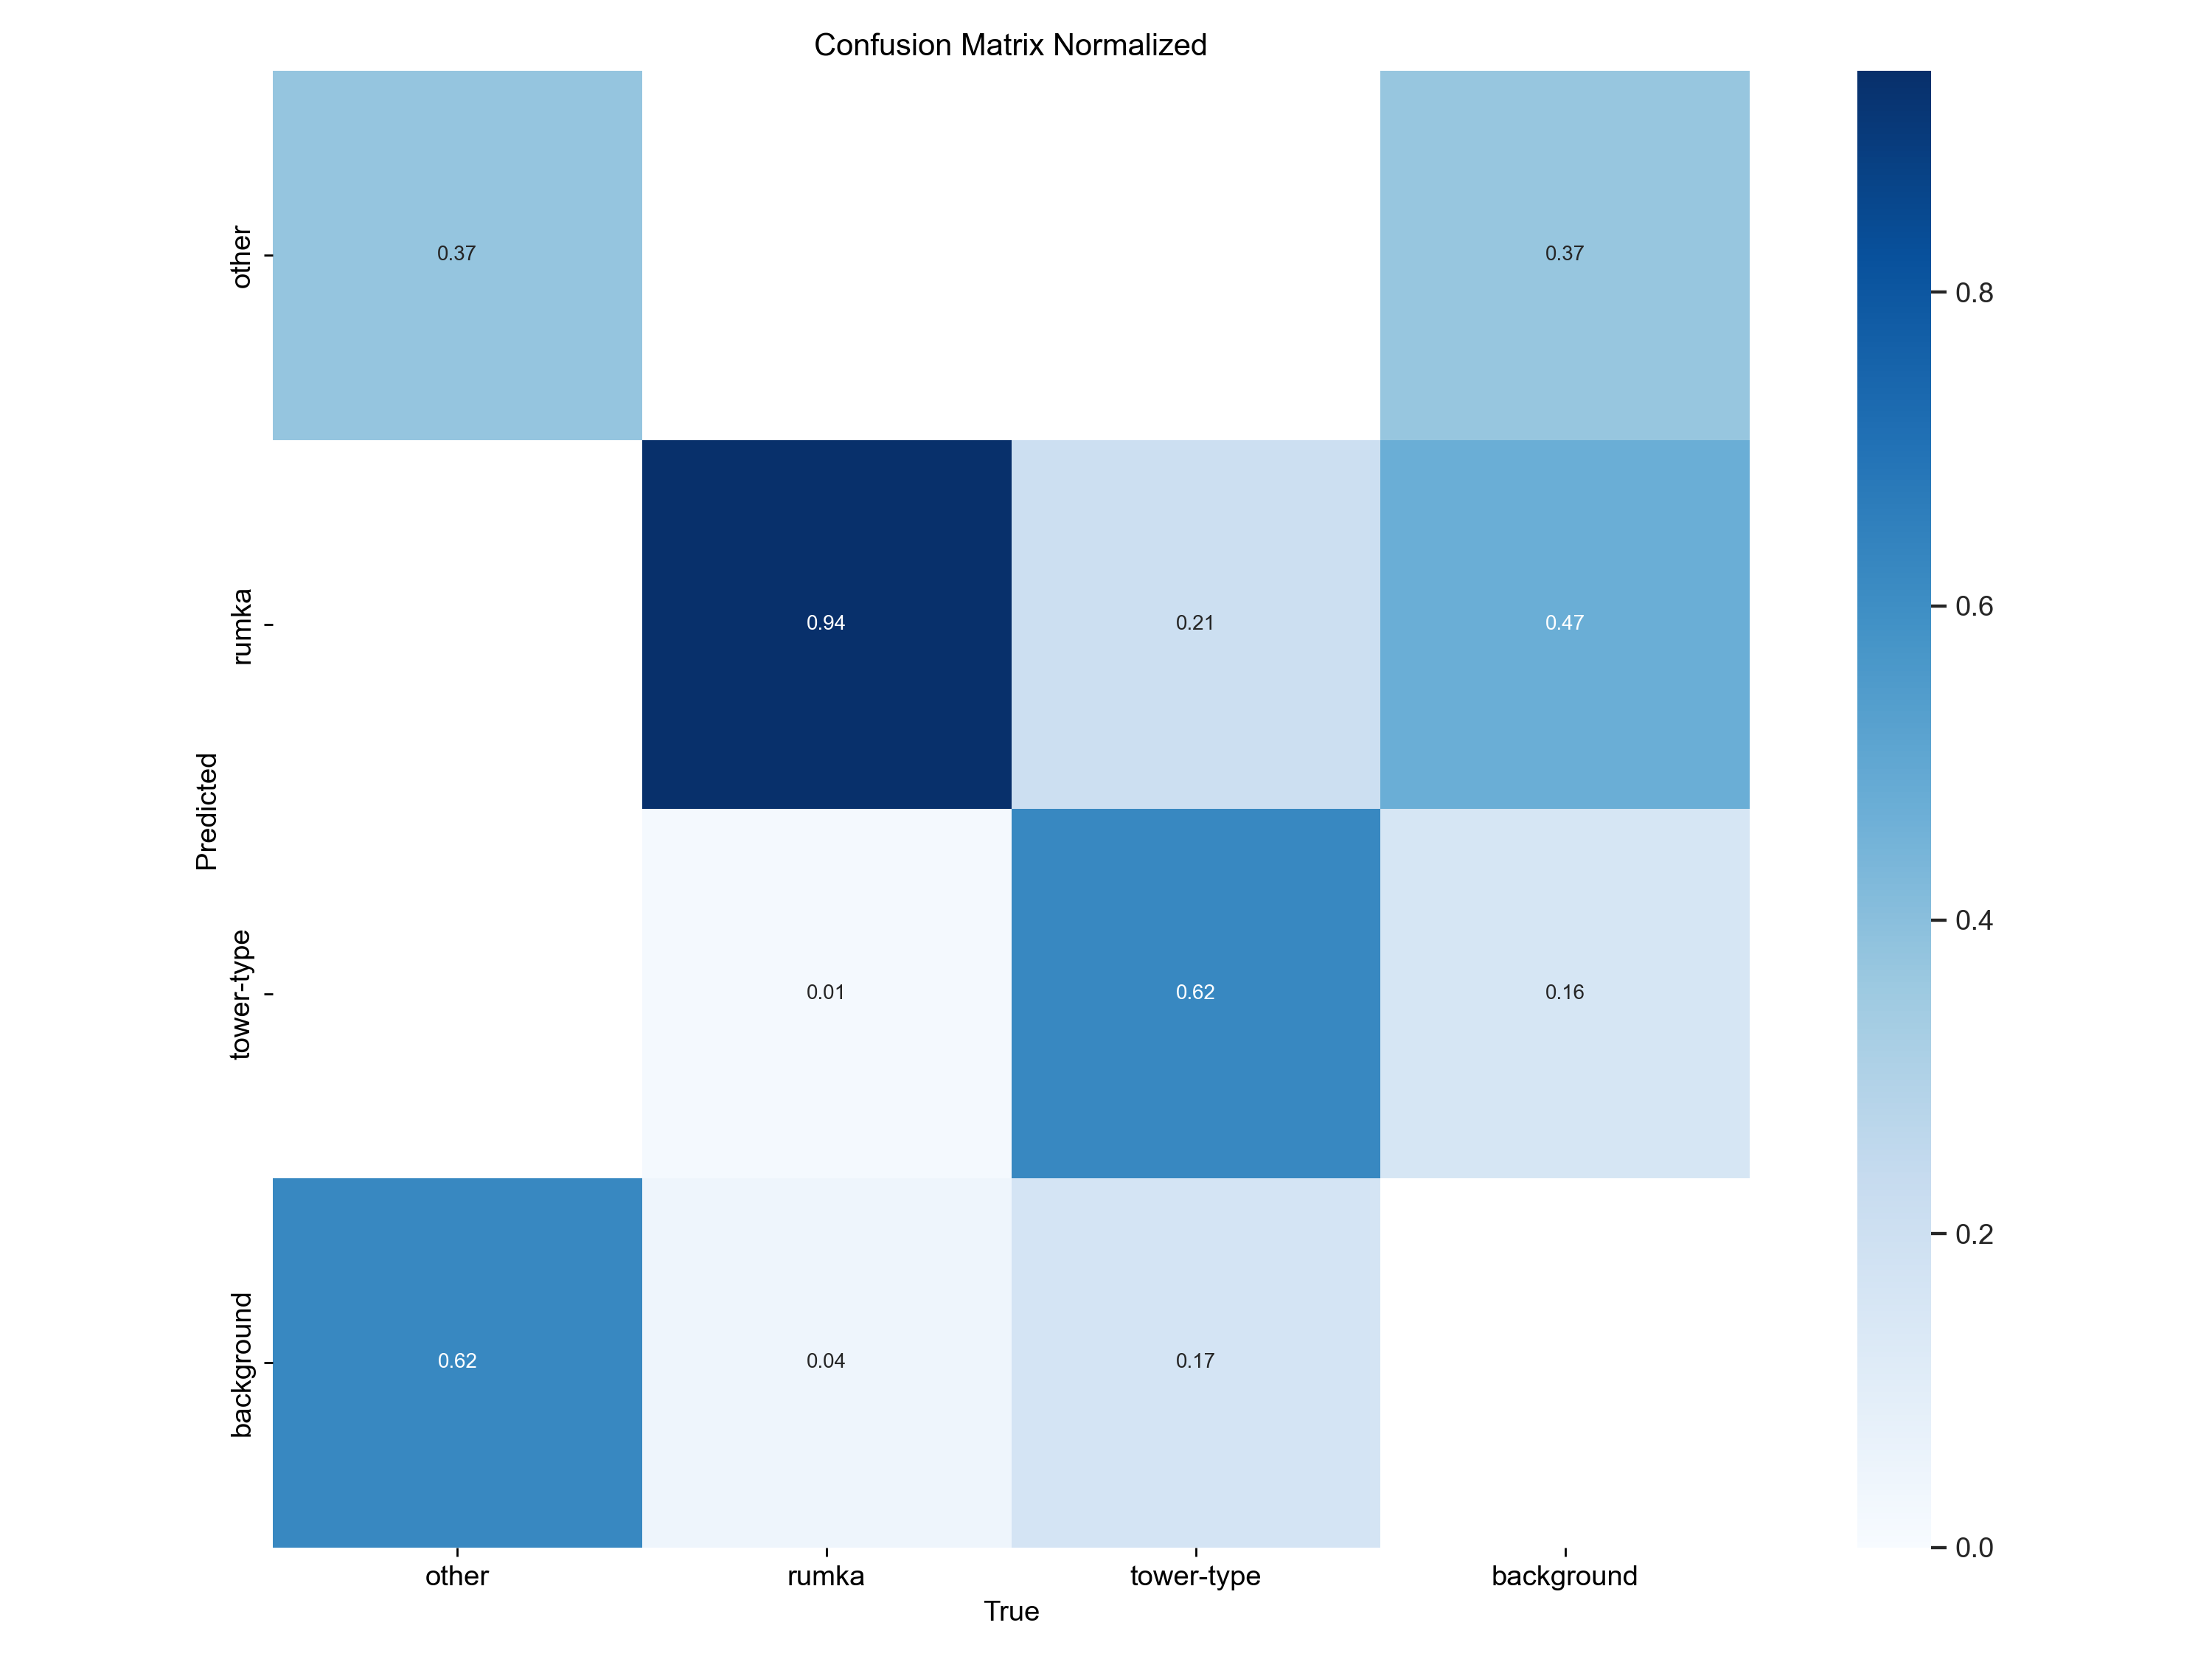 Confusion Matrix Normalized
other
0.37
0.37
rumka
0.94
0.21
0.47
tower-type
0.01
0.62
0.16
background
0.62
0.04
0.17
Predicted
other
rumka
tower-type
background
True
0.8
0.6
0.4
0.2
0.0